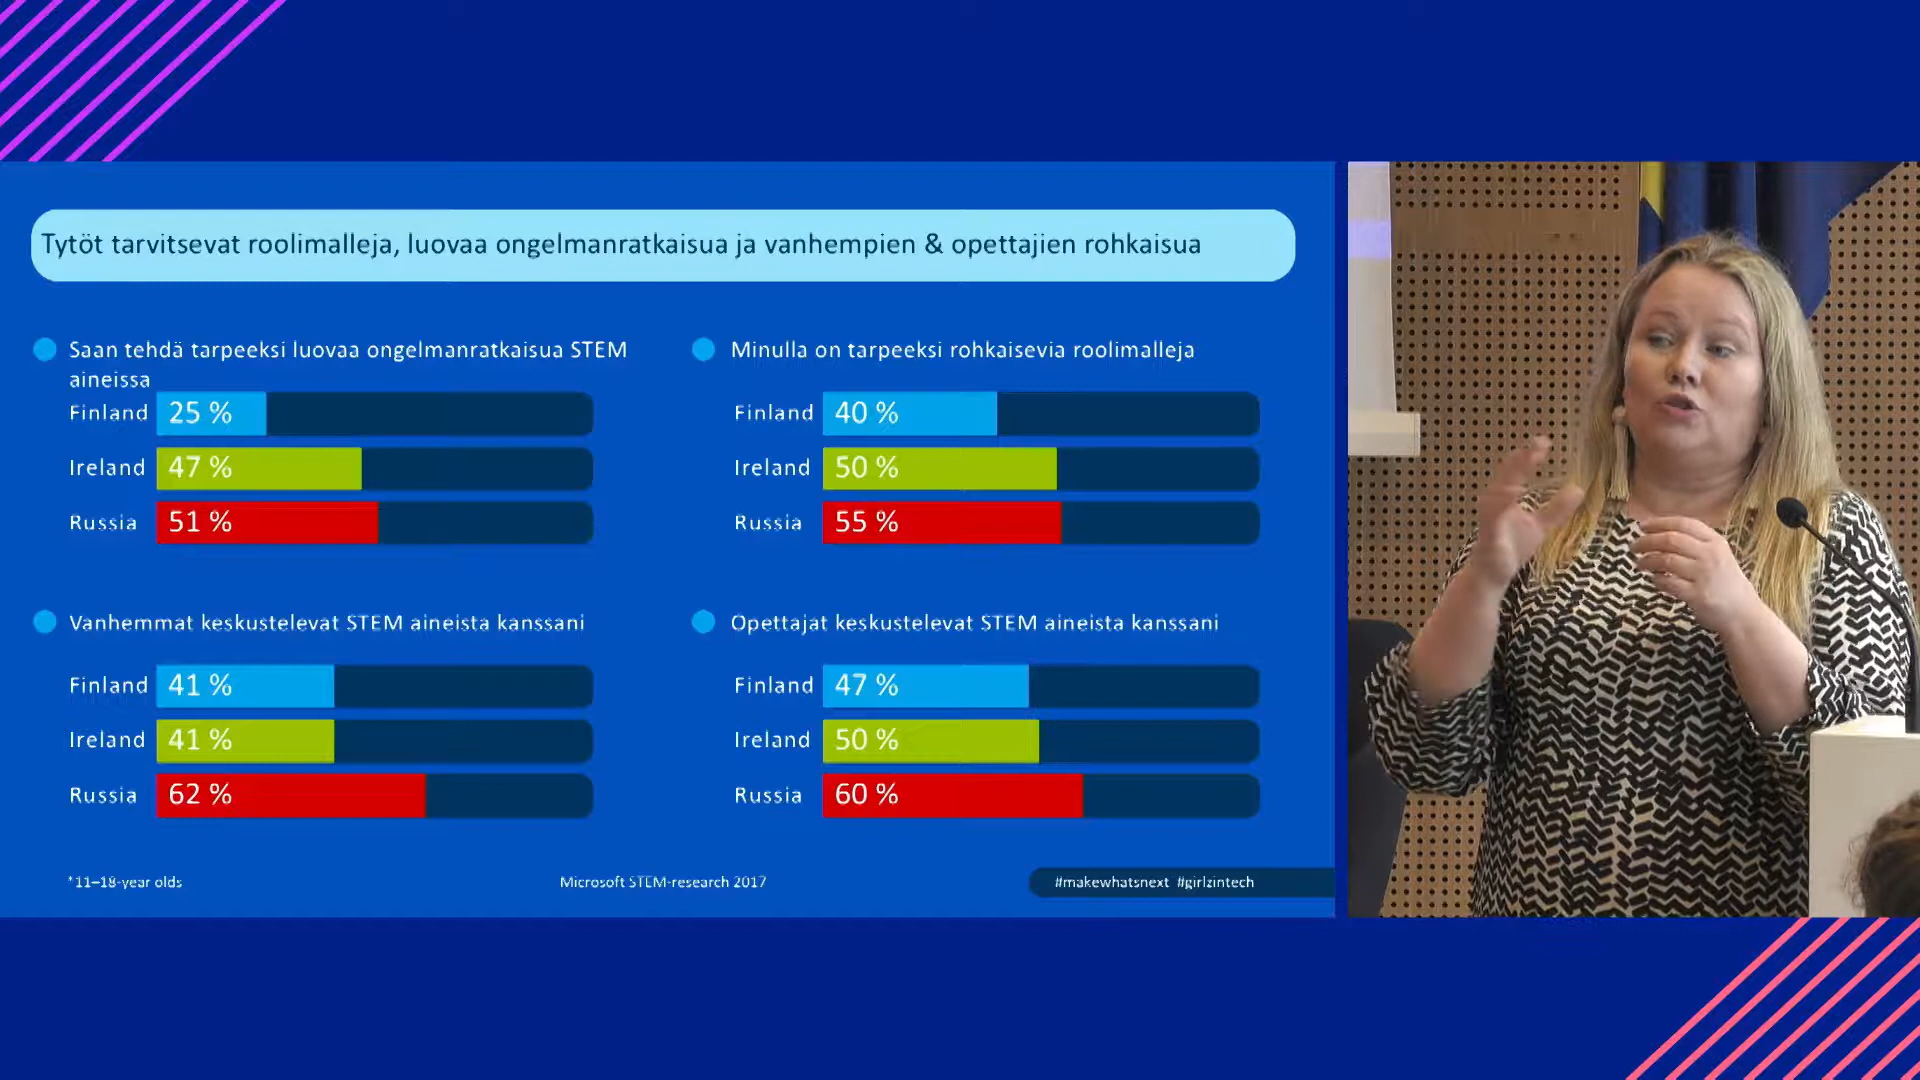 Tytöt tarvitsevat roolimalleja, luovaa ongelmanratkaisua ja vanhempien & opettajien rohkaisua
Saan tehdä tarpeeksi luovaa ongelmanratkaisua STEM
aineissa
Finland 25 %
Ireland 47 %
Russia 51 %
Minulla on tarpeeksi rohkaisevia roolimalleja
Finland 40 %
Ireland 50 %
Russia 55 %
Vanhemmat keskustelevat STEM aineista kanssani
Finland 41 %
Ireland 41 %
Russia 62 %
Opettajat keskustelevat STEM aineista kanssani
Finland 47 %
Ireland 50 %
Russia 60 %
*11–18-year olds
Microsoft STEM-research 2017
#makewhatsnext #girlzintech